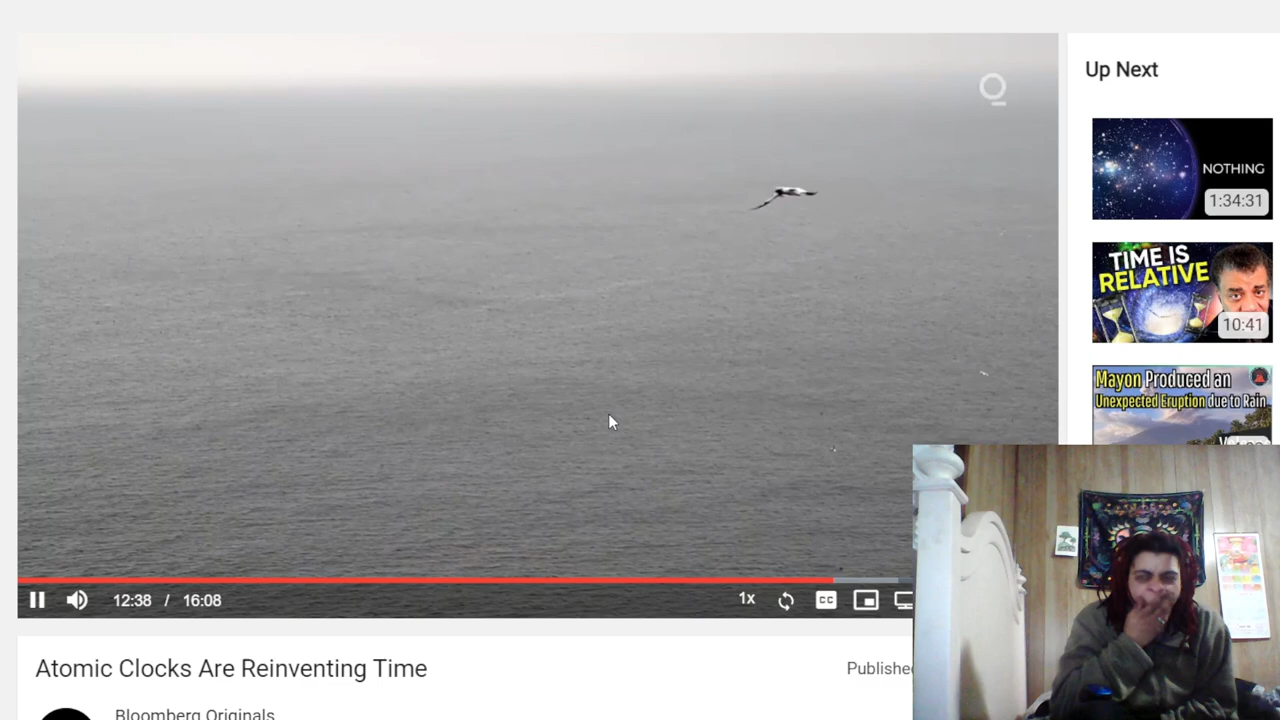 Up Next
NOTHING
1:34:31
TIME IS
RELATIVE
10:41
Mayon Produced an
Unexpected Eruption due to Rain
12:38 / 16:08
1x
CC
Atomic Clocks Are Reinventing Time
Published
Bloomberg Originals